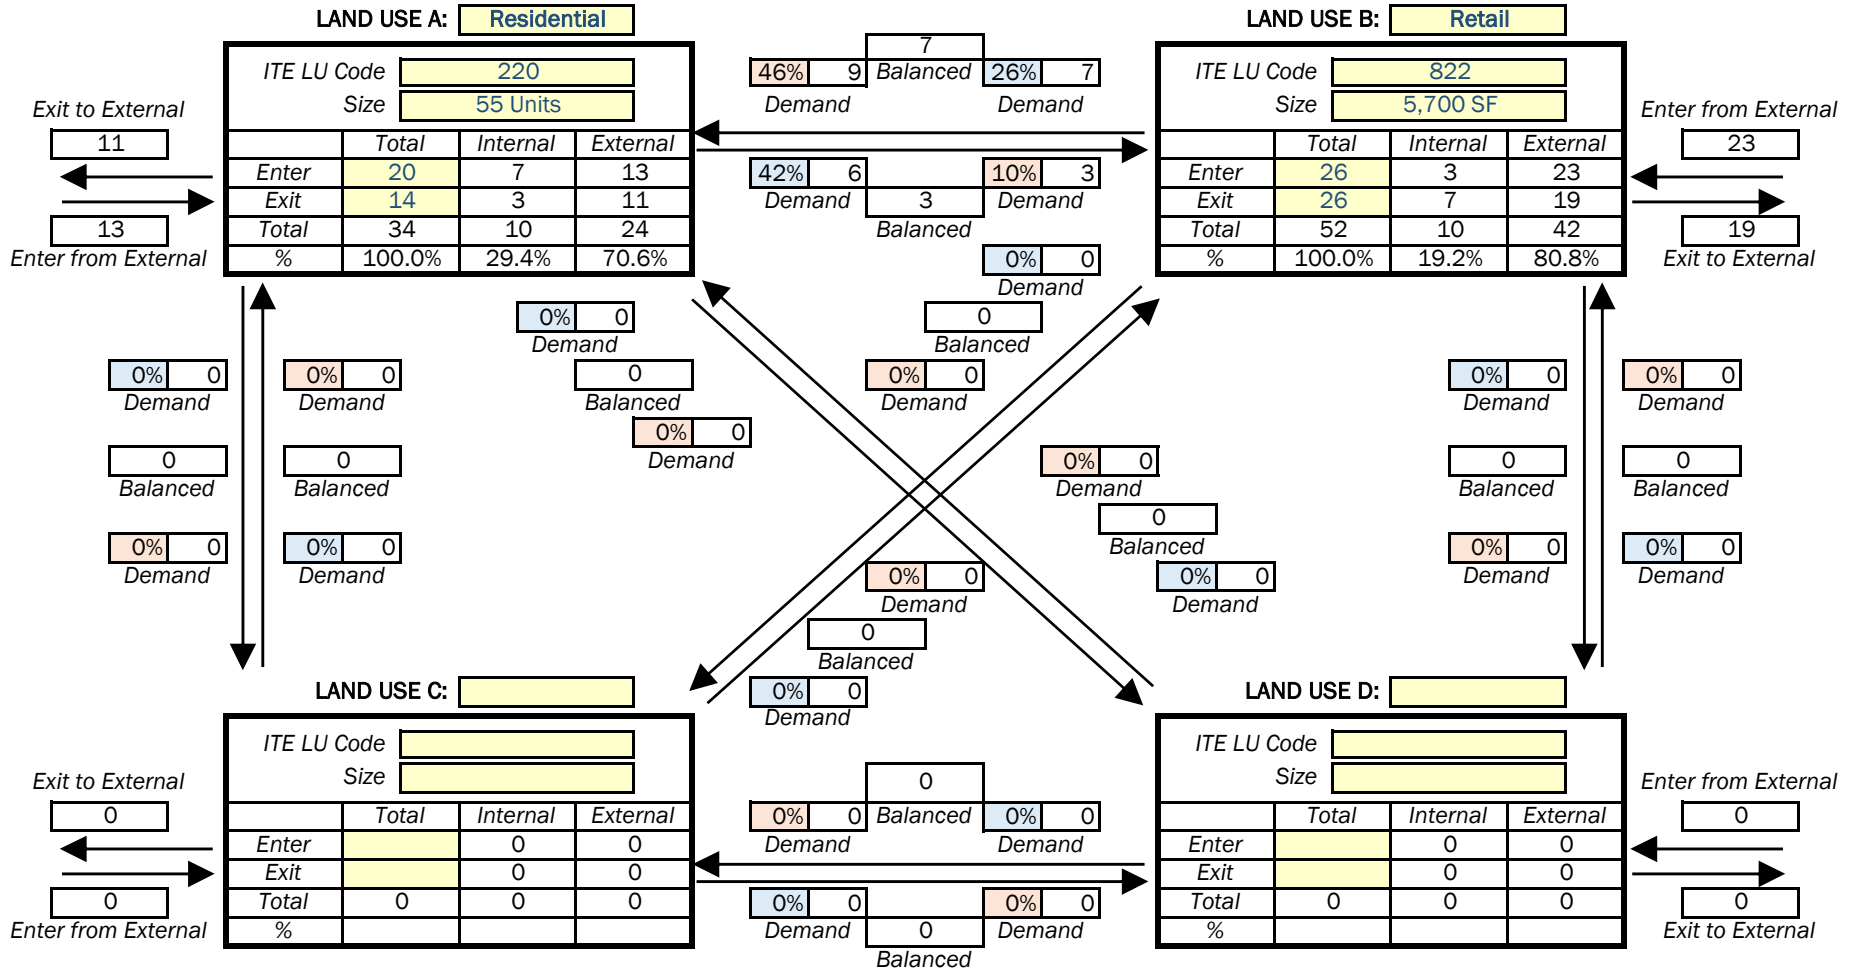 LAND USE A: Residential LAND USE B: Retail
7
ITE LU Code 220 46% 9 Balanced 26% 7 ITE LU Code 822
Exit to External Size 55 Units Demand Demand Size 5,700 SF Enter from External
11 Total Internal External Total Internal External 23
Enter 20 7 13 42% 6 10% 3 Enter 26 3 23
Exit 14 3 11 Demand 3 Demand Exit 26 7 19
13 Total 34 10 24 Balanced Total 52 10 42 19
Enter from External % 100.0% 29.4% 70.6% 0% 0 % 100.0% 19.2% 80.8% Exit to External
Demand
0% 0 0
Demand Balanced
0% 0 0% 0 0 0% 0 0% 0 0% 0
Demand Demand Balanced Demand Demand Demand
0% 0
0 0 Demand 0% 0 0 0
Balanced Balanced Demand Balanced Balanced
0
0% 0 0% 0 Balanced 0% 0 0% 0
Demand Demand 0% 0 0% 0 Demand Demand
Demand Demand
0
Balanced
LAND USE C: 0% 0 LAND USE D:
Demand
ITE LU Code ITE LU Code
Exit to External Size 0 Size Enter from External
0 Total Internal External 0% 0 Balanced 0% 0 Total Internal External 0
Enter 0 0 Demand Demand Enter 0 0
Exit 0 0 Exit 0 0
0 Total 0 0 0 0% 0 0% 0 Total 0 0 0 0
Enter from External % Demand 0 Demand % Exit to External
Balanced